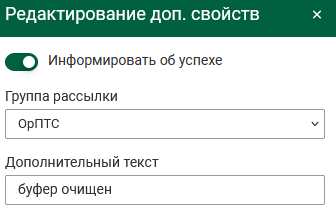 Редактирование доп. свойств
Информировать об успехе
Группа рассылки
ОрПТС
Дополнительный текст
буфер очищен